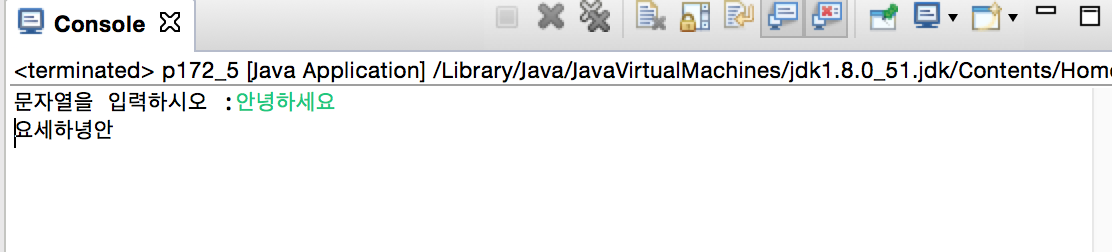 Console
<terminated> p172_5 [Java Application] /Library/Java/JavaVirtualMachines/jdk1.8.0_51.jdk/Contents/Home
문자열을 입력하시오 :안녕하세요
요세하녕안